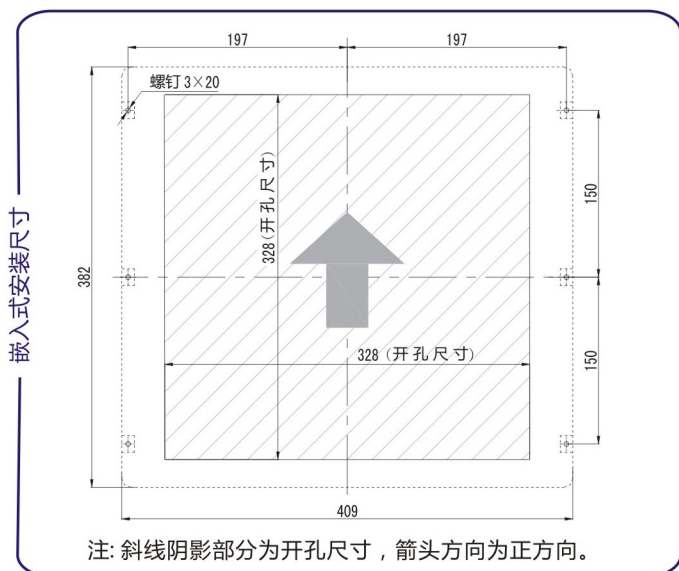 嵌入式安装尺寸
197
197
螺钉 3×20
328 (开孔尺寸)
150
382
328 (开孔尺寸)
150
409
注: 斜线阴影部分为开孔尺寸，箭头方向为正方向。